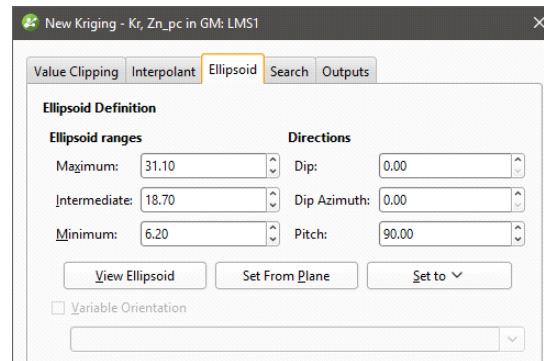 New Kriging - Kr, Zn_pc in GM: LMS1
Value Clipping Interpolant Ellipsoid Search Outputs
Ellipsoid Definition
Ellipsoid ranges Directions
Maximum: 31.10 Dip: 0.00
Intermediate: 18.70 Dip Azimuth: 0.00
Minimum: 6.20 Pitch: 90.00
View Ellipsoid Set From Plane Set to
Variable Orientation